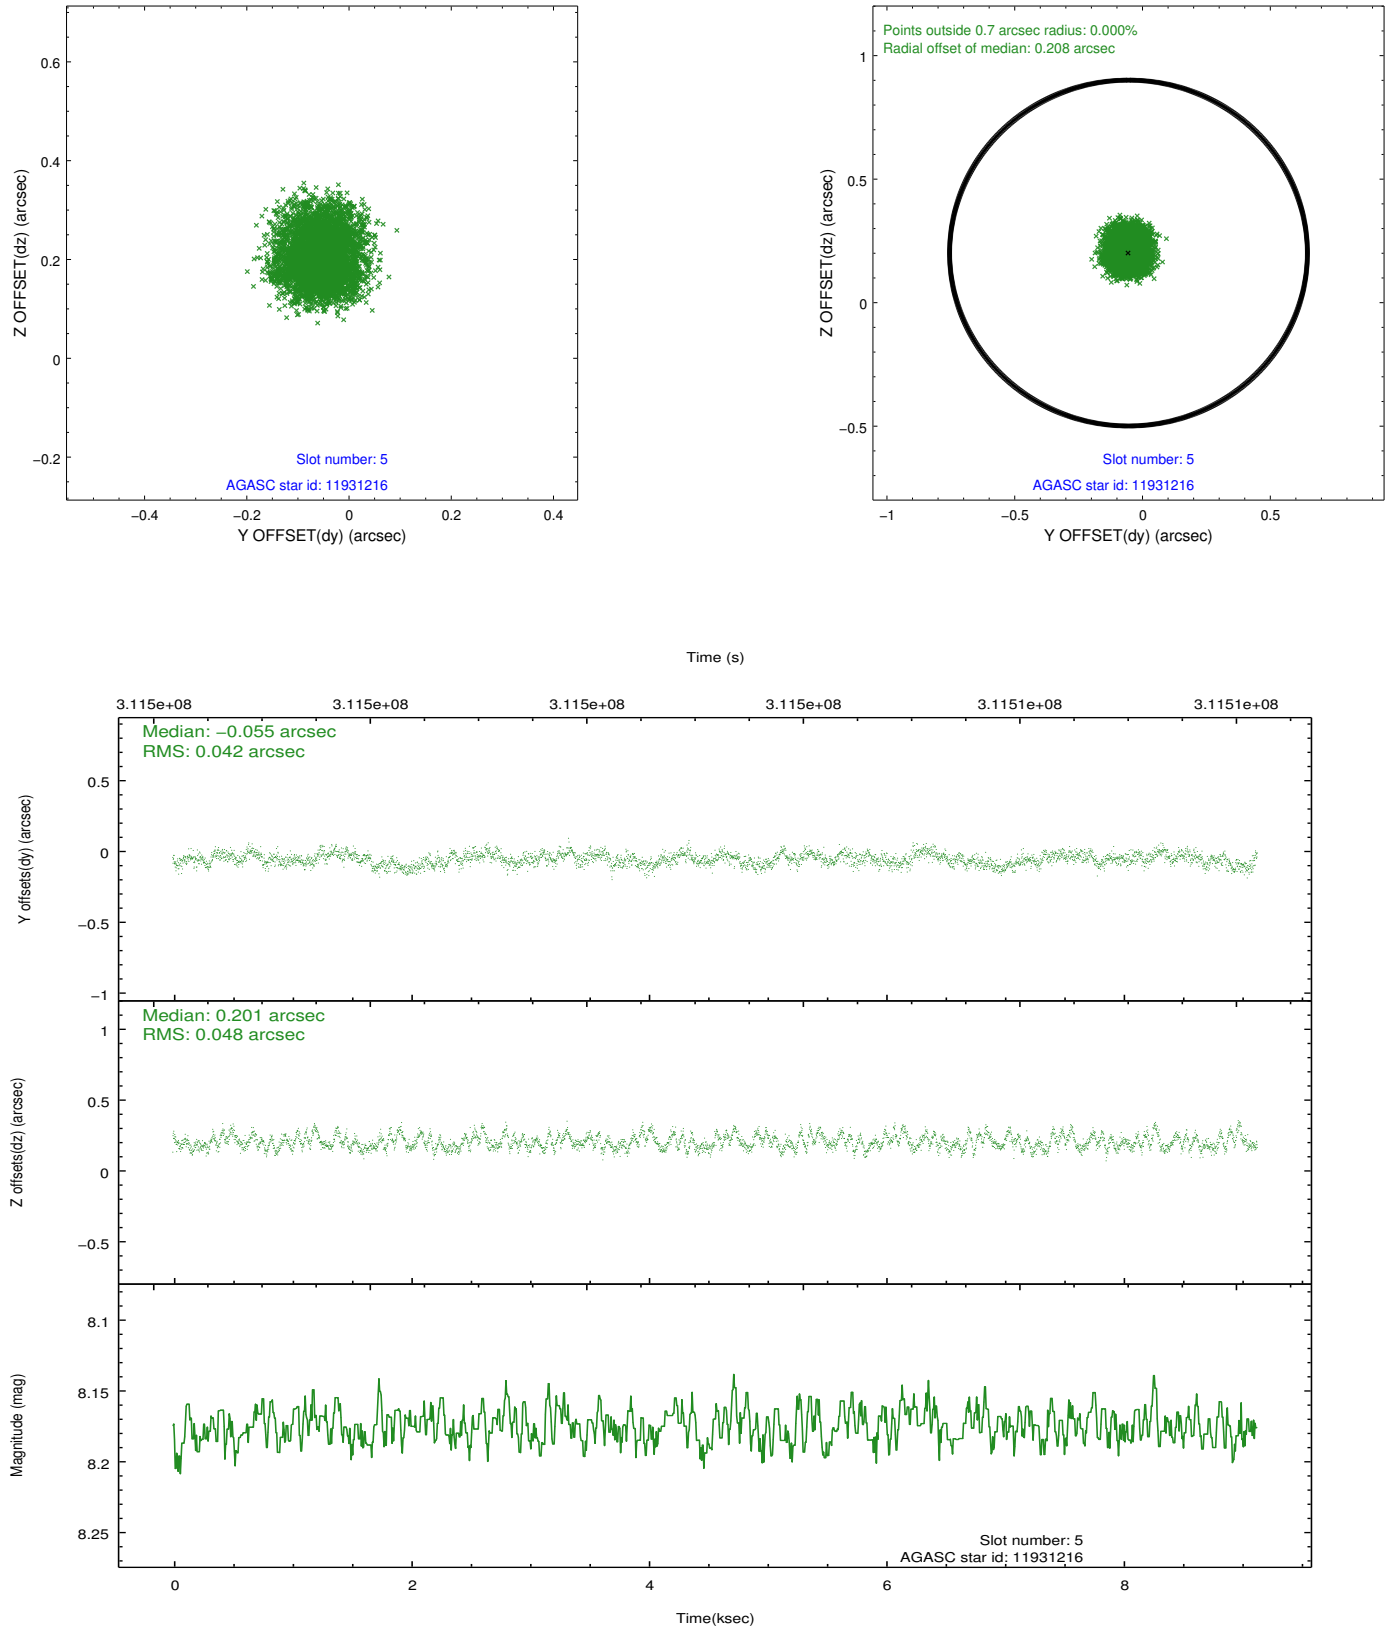 0.6
0.4
0.2
0
−0.2
Z OFFSET(dz) (arcsec)
Slot number: 5
AGASC star id: 11931216
−0.4 −0.2 0 0.2 0.4
Y OFFSET(dy) (arcsec)
Points outside 0.7 arcsec radius: 0.000%
Radial offset of median: 0.208 arcsec
1
0.5
0
−0.5
Z OFFSET(dz) (arcsec)
Slot number: 5
AGASC star id: 11931216
−1 −0.5 0 0.5
Y OFFSET(dy) (arcsec)
Time (s)
3.115e+08 3.115e+08 3.115e+08 3.115e+08 3.1151e+08 3.1151e+08
Median: −0.055 arcsec
RMS: 0.042 arcsec
0.5
0
−0.5
−1
Y offsets(dy) (arcsec)
Median: 0.201 arcsec
RMS: 0.048 arcsec
1
0.5
0
−0.5
Z offsets(dz) (arcsec)
8.1
8.15
8.2
8.25
Magnitude (mag)
Slot number: 5
AGASC star id: 11931216
0 2 4 6 8
Time(ksec)